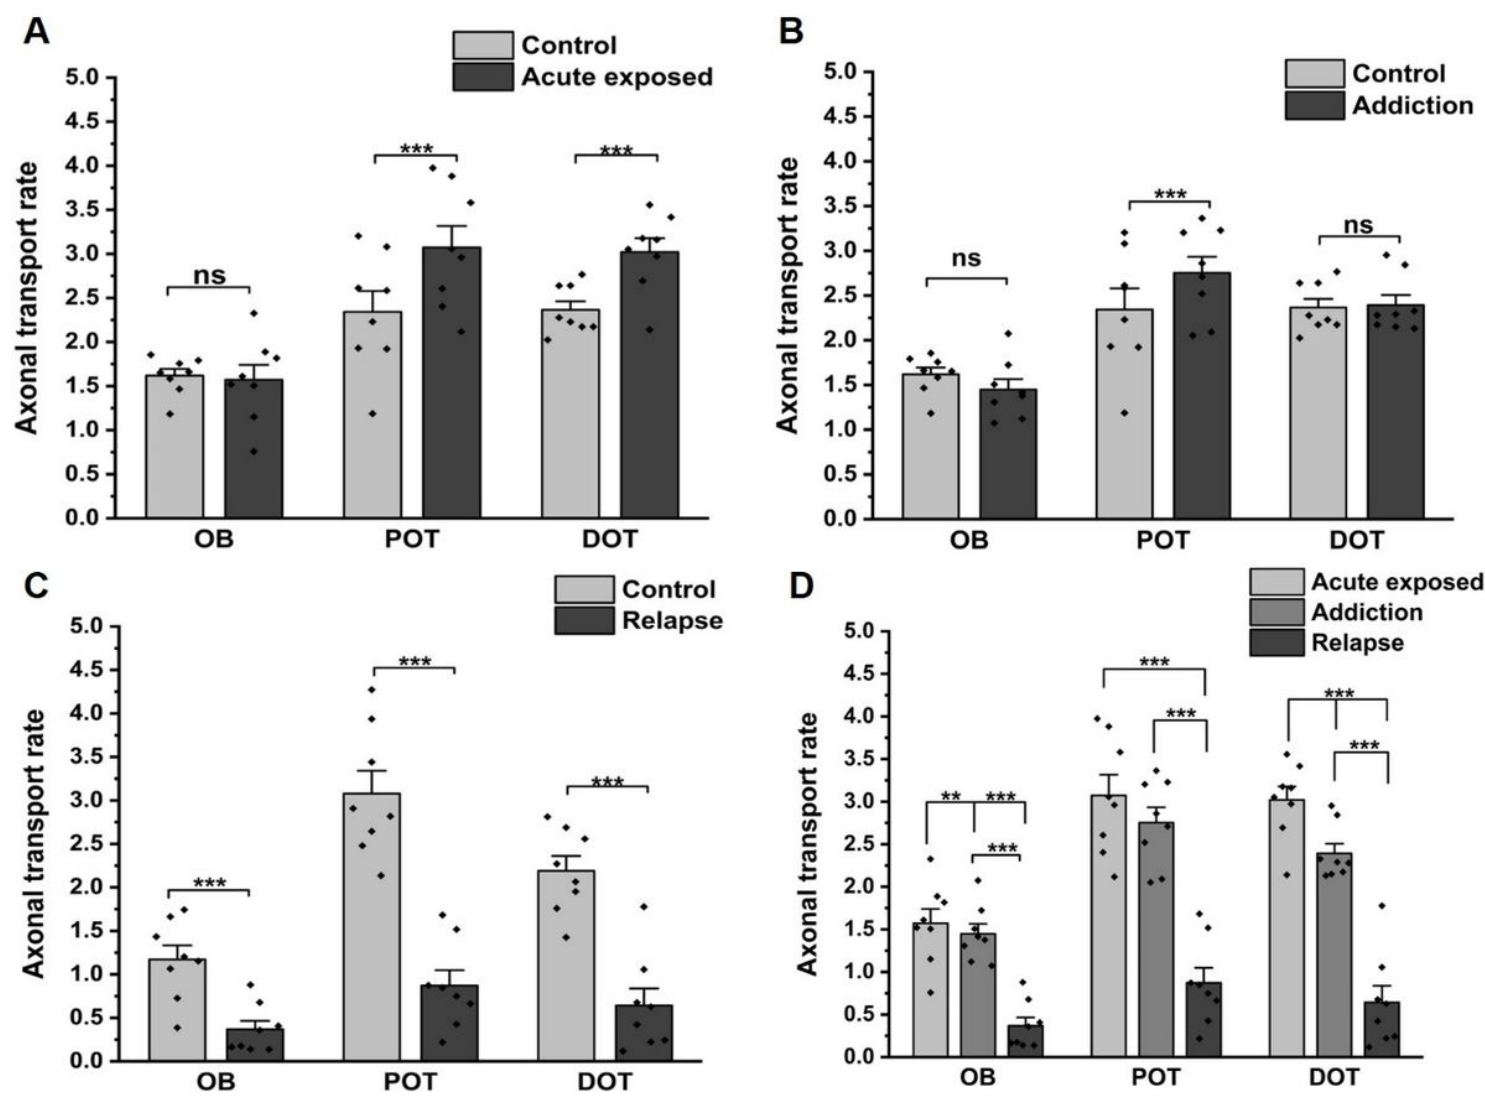 A
Control
Acute exposed
Axonal transport rate
5.0
4.5
4.0
3.5
3.0
2.5
2.0
1.5
1.0
0.5
0.0
ns
***
***
OB POT DOT
B
Control
Addiction
Axonal transport rate
5.0
4.5
4.0
3.5
3.0
2.5
2.0
1.5
1.0
0.5
0.0
ns
***
ns
OB POT DOT
C
Control
Relapse
Axonal transport rate
5.0
4.5
4.0
3.5
3.0
2.5
2.0
1.5
1.0
0.5
0.0
***
***
***
OB POT DOT
D
Acute exposed
Addiction
Relapse
Axonal transport rate
5.0
4.5
4.0
3.5
3.0
2.5
2.0
1.5
1.0
0.5
0.0
** ***
***
***
***
***
***
OB POT DOT